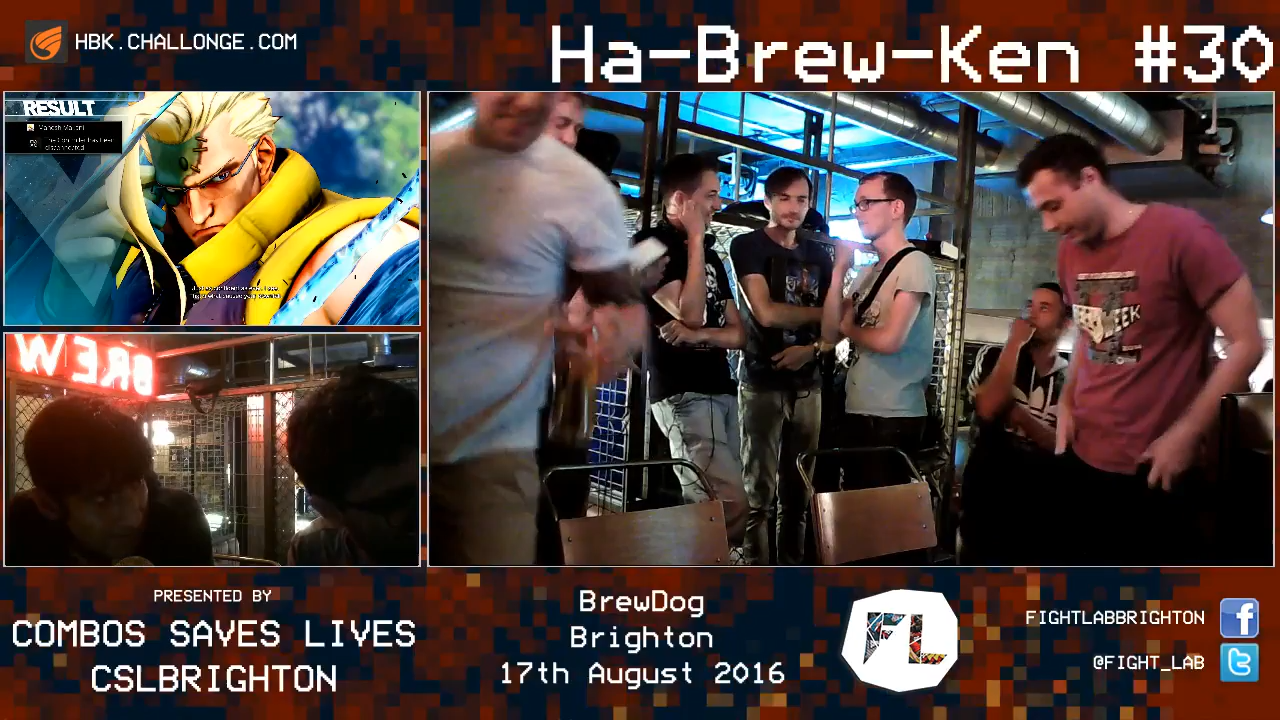 HBK.CHALLONGE.COM
Ha-Brew-Ken #30
RESULT
BREW
EEK
PRESENTED BY
COMBOS SAVES LIVES
CSLBRIGHTON
BrewDog
Brighton
17th August 2016
FL
FIGHTLABBRIGHTON
@FIGHT_LAB